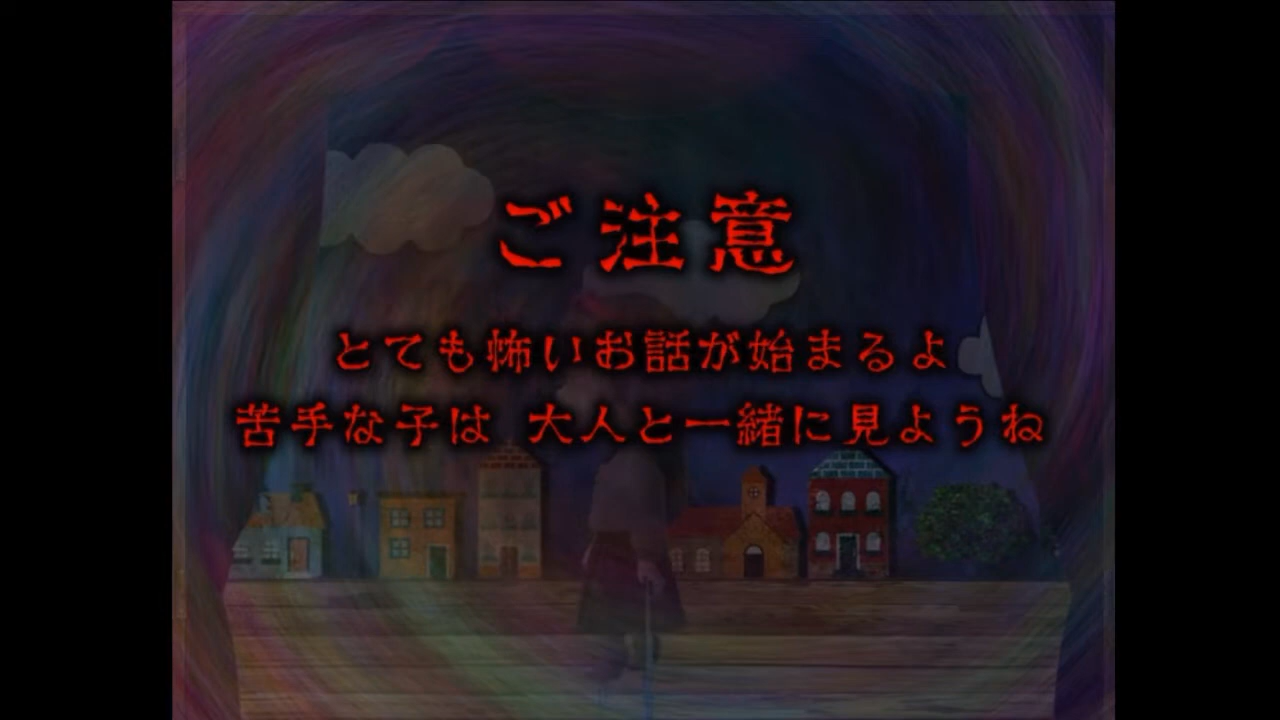 ご注意
とても怖いお話が始まるよ
苦手な子は 大人と一緒に見ようね